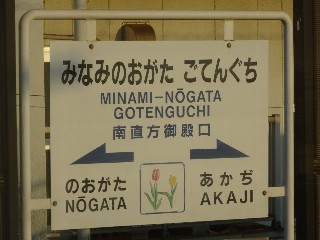 みなみのおがた ごてんぐち
MINAMI-NŌGATA
GOTENGUCHI
南直方御殿口
のおがた あかぢ
NŌGATA AKAJI